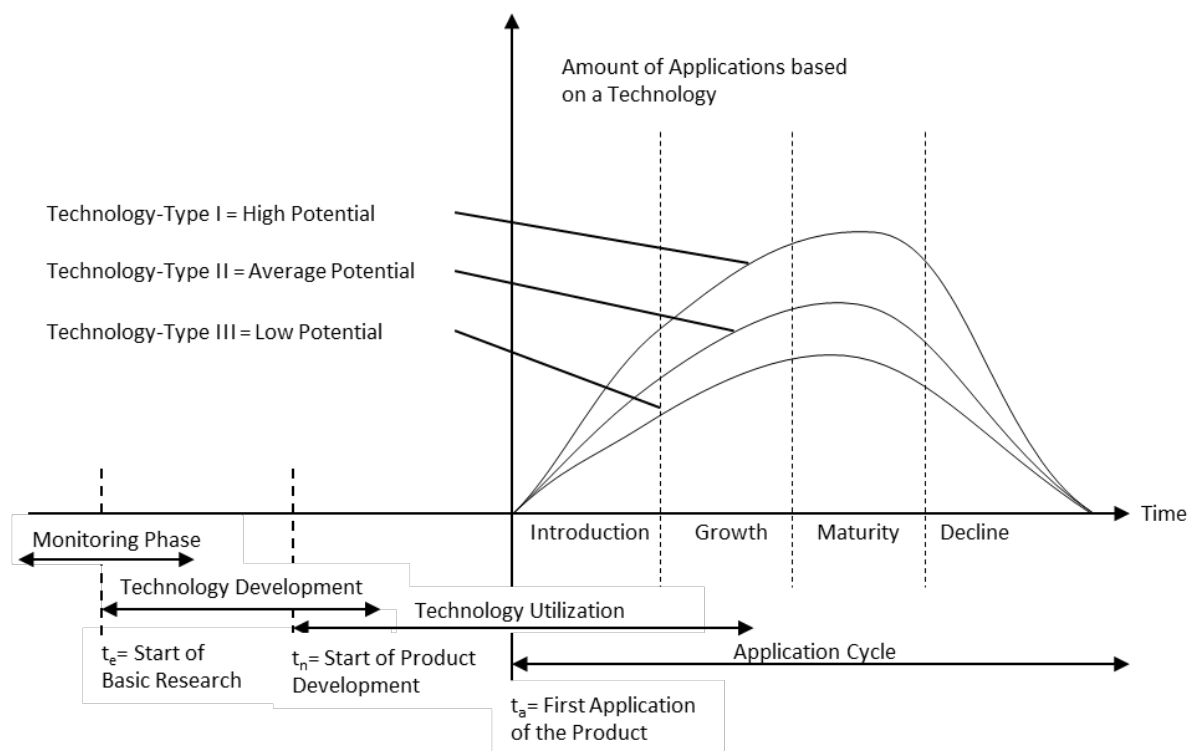 Amount of Applications based
on a Technology
Technology-Type I = High Potential
Technology-Type II = Average Potential
Technology-Type III = Low Potential
Time
Introduction
Growth
Maturity
Decline
Monitoring Phase
Technology Development
Technology Utilization
Application Cycle
te= Start of
Basic Research
tn= Start of Product
Development
ta= First Application
of the Product